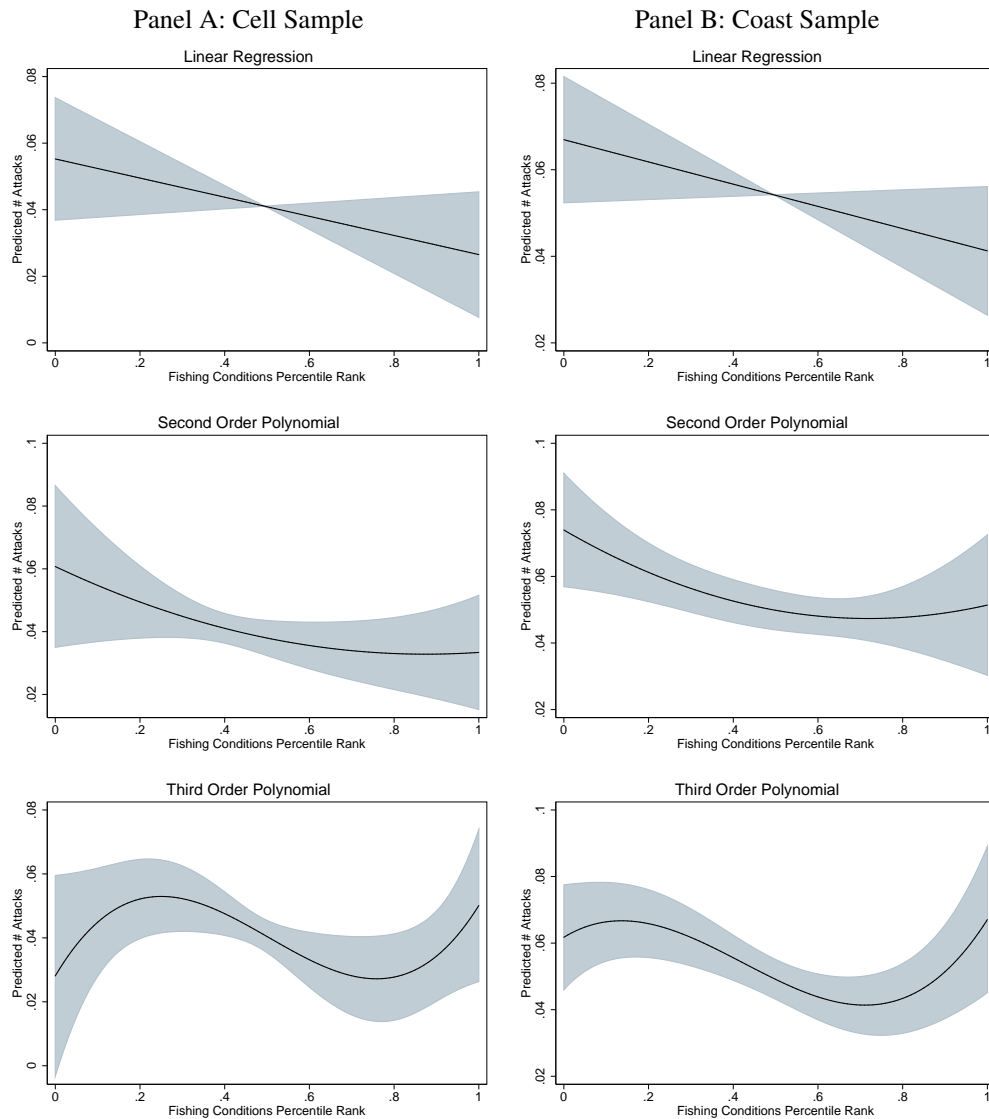 Panel A: Cell Sample
Panel B: Coast Sample
Linear Regression
Predicted # Attacks
0 .02 .04 .06 .08
0 .2 .4 .6 .8 1
Fishing Conditions Percentile Rank
Linear Regression
Predicted # Attacks
.02 .04 .06 .08
0 .2 .4 .6 .8 1
Fishing Conditions Percentile Rank
Second Order Polynomial
Predicted # Attacks
.02 .04 .06 .08 .1
0 .2 .4 .6 .8 1
Fishing Conditions Percentile Rank
Second Order Polynomial
Predicted # Attacks
.02 .04 .06 .08 .1
0 .2 .4 .6 .8 1
Fishing Conditions Percentile Rank
Third Order Polynomial
Predicted # Attacks
0 .02 .04 .06 .08
0 .2 .4 .6 .8 1
Fishing Conditions Percentile Rank
Third Order Polynomial
Predicted # Attacks
.02 .04 .06 .08 .1
0 .2 .4 .6 .8 1
Fishing Conditions Percentile Rank